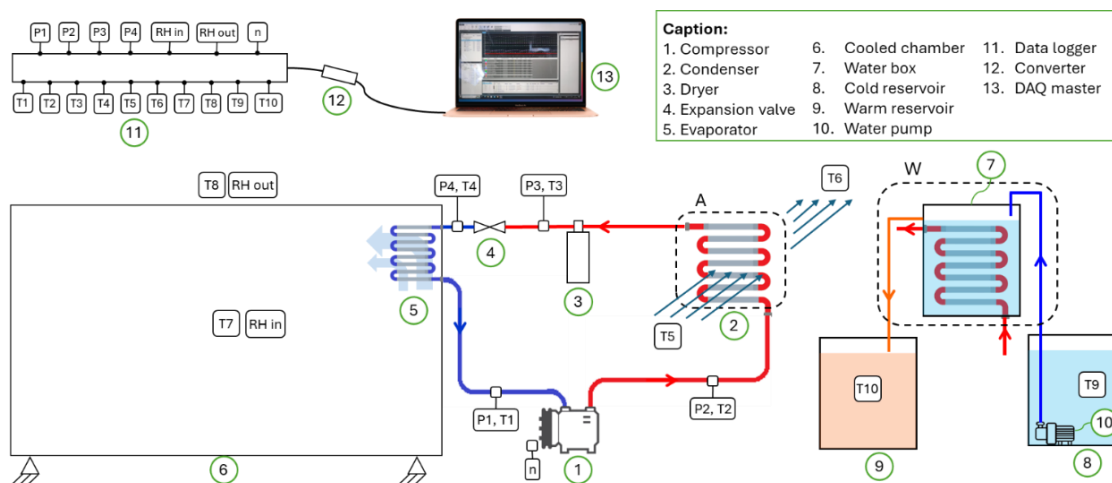 P1 P2 P3 P4 RH in RH out n
T1 T2 T3 T4 T5 T6 T7 T8 T9 T10
11
12
13
Caption:
1. Compressor
2. Condenser
3. Dryer
4. Expansion valve
5. Evaporator
6. Cooled chamber
7. Water box
8. Cold reservoir
9. Warm reservoir
10. Water pump
11. Data logger
12. Converter
13. DAQ master
T8 RH out
P4, T4
P3, T3
A
T6
W
7
4
5
3
T5
2
T7 RH in
P1, T1
P2, T2
n
1
6
T10
T9
10
9
8